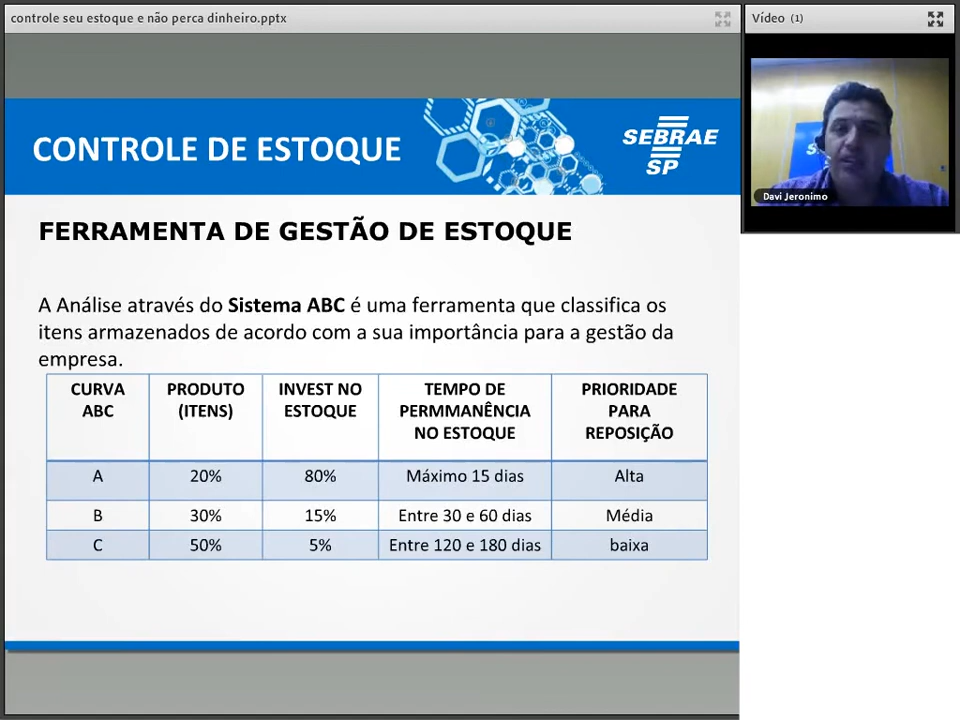 controle seu estoque e não perca dinheiro.pptx
Vídeo (1)
CONTROLE DE ESTOQUE
SEBRAE
SP
Davi Jeronimo
FERRAMENTA DE GESTÃO DE ESTOQUE
A Análise através do Sistema ABC é uma ferramenta que classifica os
itens armazenados de acordo com a sua importância para a gestão da
empresa.
CURVA ABC PRODUTO (ITENS) INVEST NO ESTOQUE TEMPO DE PERMMANÊNCIA NO ESTOQUE PRIORIDADE PARA REPOSIÇÃO
A 20% 80% Máximo 15 dias Alta
B 30% 15% Entre 30 e 60 dias Média
C 50% 5% Entre 120 e 180 dias baixa